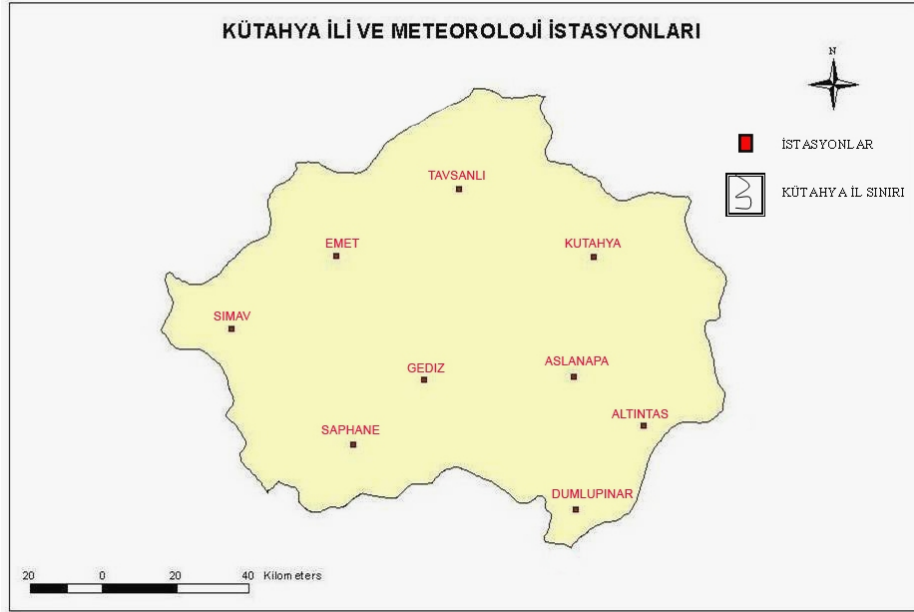 KÜTAHYA İLİ VE METEOROLOJİ İSTASYONLARI
N
İSTASYONLAR
KÜTAHYA İL SINIRI
TAVSANLI
EMET
KUTAHYA
SIMAV
GEDIZ
ASLANAPA
ALTINTAS
SAPHANE
DUMLUPINAR
20 0 20 40 Kilometers